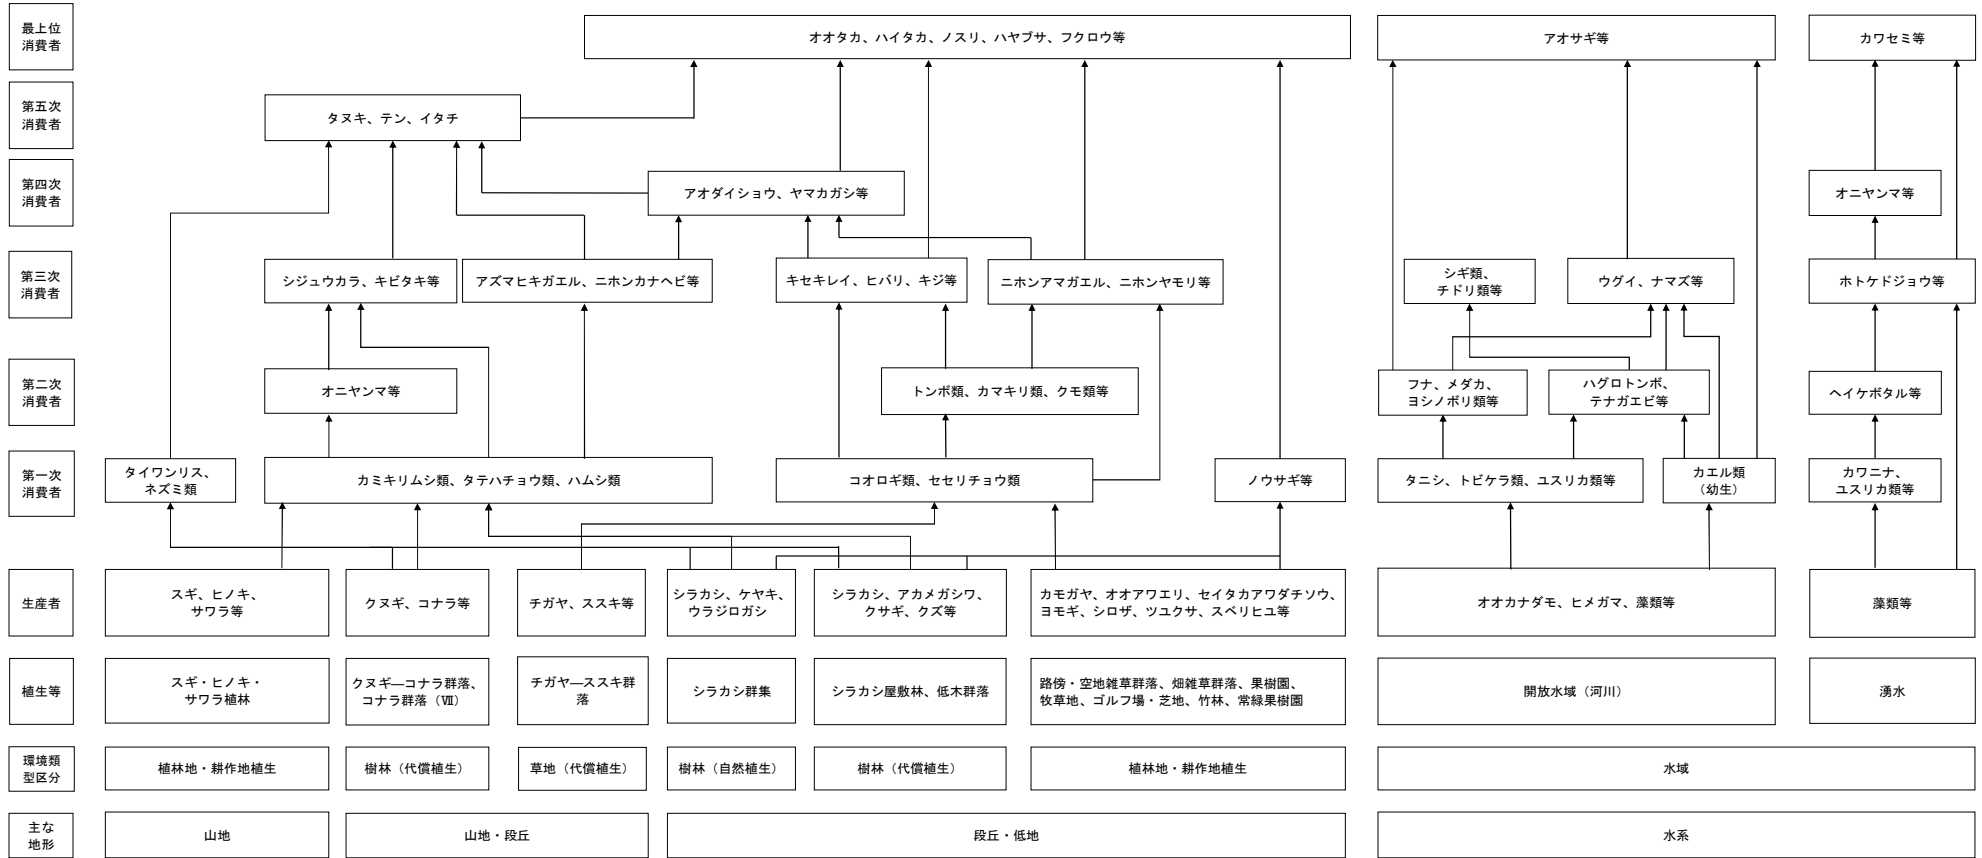 最上位
消費者
オオタカ、ハイタカ、ノスリ、ハヤブサ、フクロウ等
アオサギ等
カワセミ等
第五次
消費者
タヌキ、テン、イタチ
第四次
消費者
アオダイショウ、ヤマカガシ等
オニヤンマ等
第三次
消費者
シジュウカラ、キビタキ等
アズマヒキガエル、ニホンカナヘビ等
キセキレイ、ヒバリ、キジ等
ニホンアマガエル、ニホンヤモリ等
シギ類、
チドリ類等
ウグイ、ナマズ等
ホトケドジョウ等
第二次
消費者
オニヤンマ等
トンボ類、カマキリ類、クモ類等
フナ、メダカ、
ヨシノボリ類等
ハグロトンボ、
テナガエビ等
ヘイケボタル等
第一次
消費者
タイワンリス、
ネズミ類
カミキリムシ類、タテハチョウ類、ハムシ類
コオロギ類、セセリチョウ類
ノウサギ等
タニシ、トビケラ類、ユスリカ類等
カエル類
（幼生）
カワニナ、
ユスリカ類等
生産者
スギ、ヒノキ、
サワラ等
クヌギ、コナラ等
チガヤ、ススキ等
シラカシ、ケヤキ、
ウラジロガシ
シラカシ、アカメガシワ、
クサギ、クズ等
カモガヤ、オオアワエリ、セイタカアワダチソウ、
ヨモギ、シロザ、ツユクサ、スベリヒユ等
オオカナダモ、ヒメガマ、藻類等
藻類等
植生等
スギ・ヒノキ・
サワラ植林
クヌギ―コナラ群落、
コナラ群落（Ⅶ）
チガヤ―ススキ群
落
シラカシ群集
シラカシ屋敷林、低木群落
路傍・空地雑草群落、畑雑草群落、果樹園、
牧草地、ゴルフ場・芝地、竹林、常緑果樹園
開放水域（河川）
湧水
環境類
型区分
植林地・耕作地植生
樹林（代償植生）
草地（代償植生）
樹林（自然植生）
樹林（代償植生）
植林地・耕作地植生
水域
主な
地形
山地
山地・段丘
段丘・低地
水系